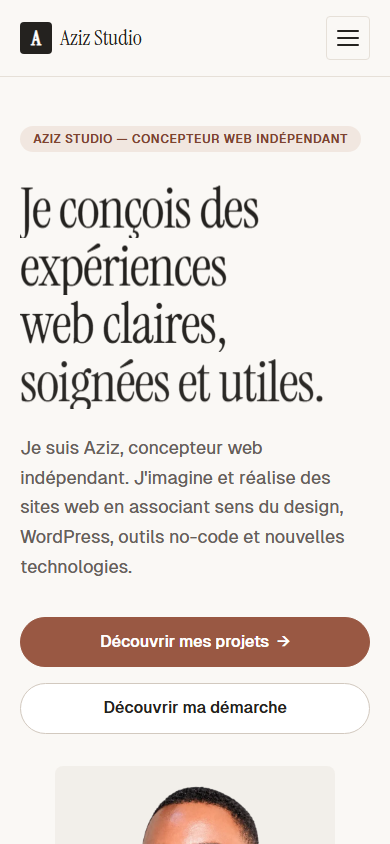 A Aziz Studio
AZIZ STUDIO — CONCEPTEUR WEB INDÉPENDANT
Je conçois des
expériences
web claires,
soignées et utiles.
Je suis Aziz, concepteur web
indépendant. J'imagine et réalise des
sites web en associant sens du design,
WordPress, outils no-code et nouvelles
technologies.
Découvrir mes projets →
Découvrir ma démarche